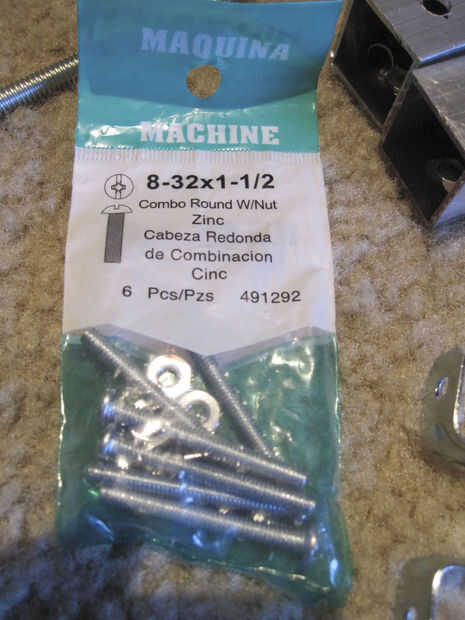 MAQUINA
MACHINE
8-32x1-1/2
Combo Round W/Nut
Zinc
Cabeza Redonda
de Combinacion
Cinc
6 Pcs/Pzs 491292